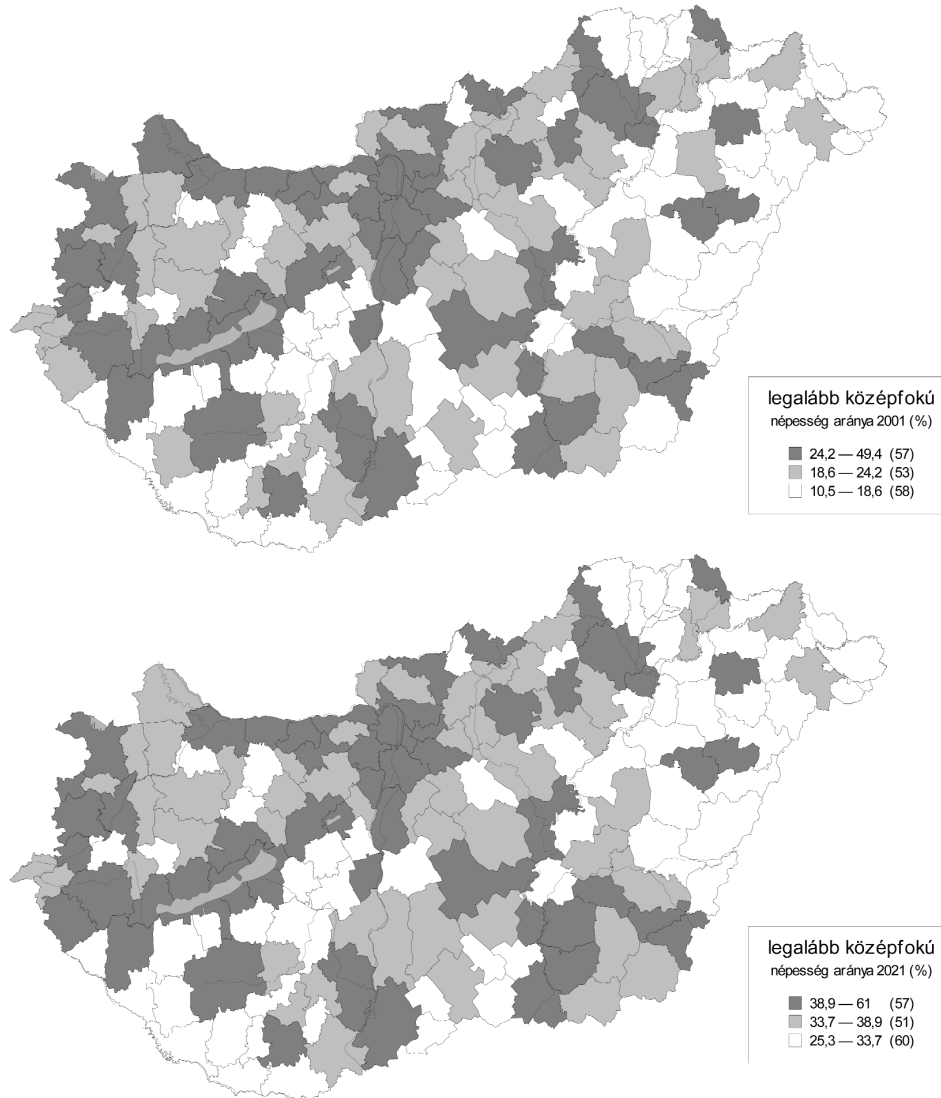 legalább középfokú
népesség aránya 2001 (%)
24,2 — 49,4 (57)
18,6 — 24,2 (53)
10,5 — 18,6 (58)
legalább középfokú
népesség aránya 2021 (%)
38,9 — 61 (57)
33,7 — 38,9 (51)
25,3 — 33,7 (60)